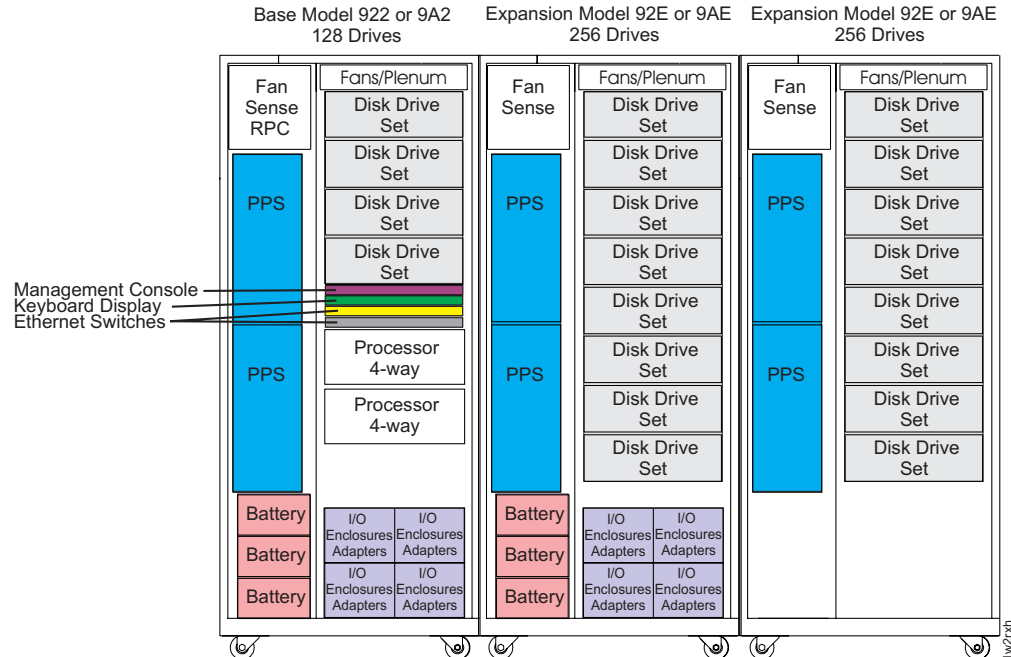 Base Model 922 or 9A2
128 Drives
Expansion Model 92E or 9AE
256 Drives
Expansion Model 92E or 9AE
256 Drives
Fan
Sense
RPC
Fans/Plenum
Disk Drive
Set
Disk Drive
Set
Disk Drive
Set
Disk Drive
Set
PPS
Management Console
Keyboard Display
Ethernet Switches
Processor
4-way
Processor
4-way
PPS
Battery
Battery
Battery
I/O
Enclosures
Adapters
I/O
Enclosures
Adapters
I/O
Enclosures
Adapters
I/O
Enclosures
Adapters
Fan
Sense
Fans/Plenum
Disk Drive
Set
Disk Drive
Set
Disk Drive
Set
Disk Drive
Set
Disk Drive
Set
Disk Drive
Set
Disk Drive
Set
Disk Drive
Set
PPS
PPS
Battery
Battery
Battery
I/O
Enclosures
Adapters
I/O
Enclosures
Adapters
I/O
Enclosures
Adapters
I/O
Enclosures
Adapters
Fan
Sense
Fans/Plenum
Disk Drive
Set
Disk Drive
Set
Disk Drive
Set
Disk Drive
Set
Disk Drive
Set
Disk Drive
Set
Disk Drive
Set
Disk Drive
Set
PPS
PPS